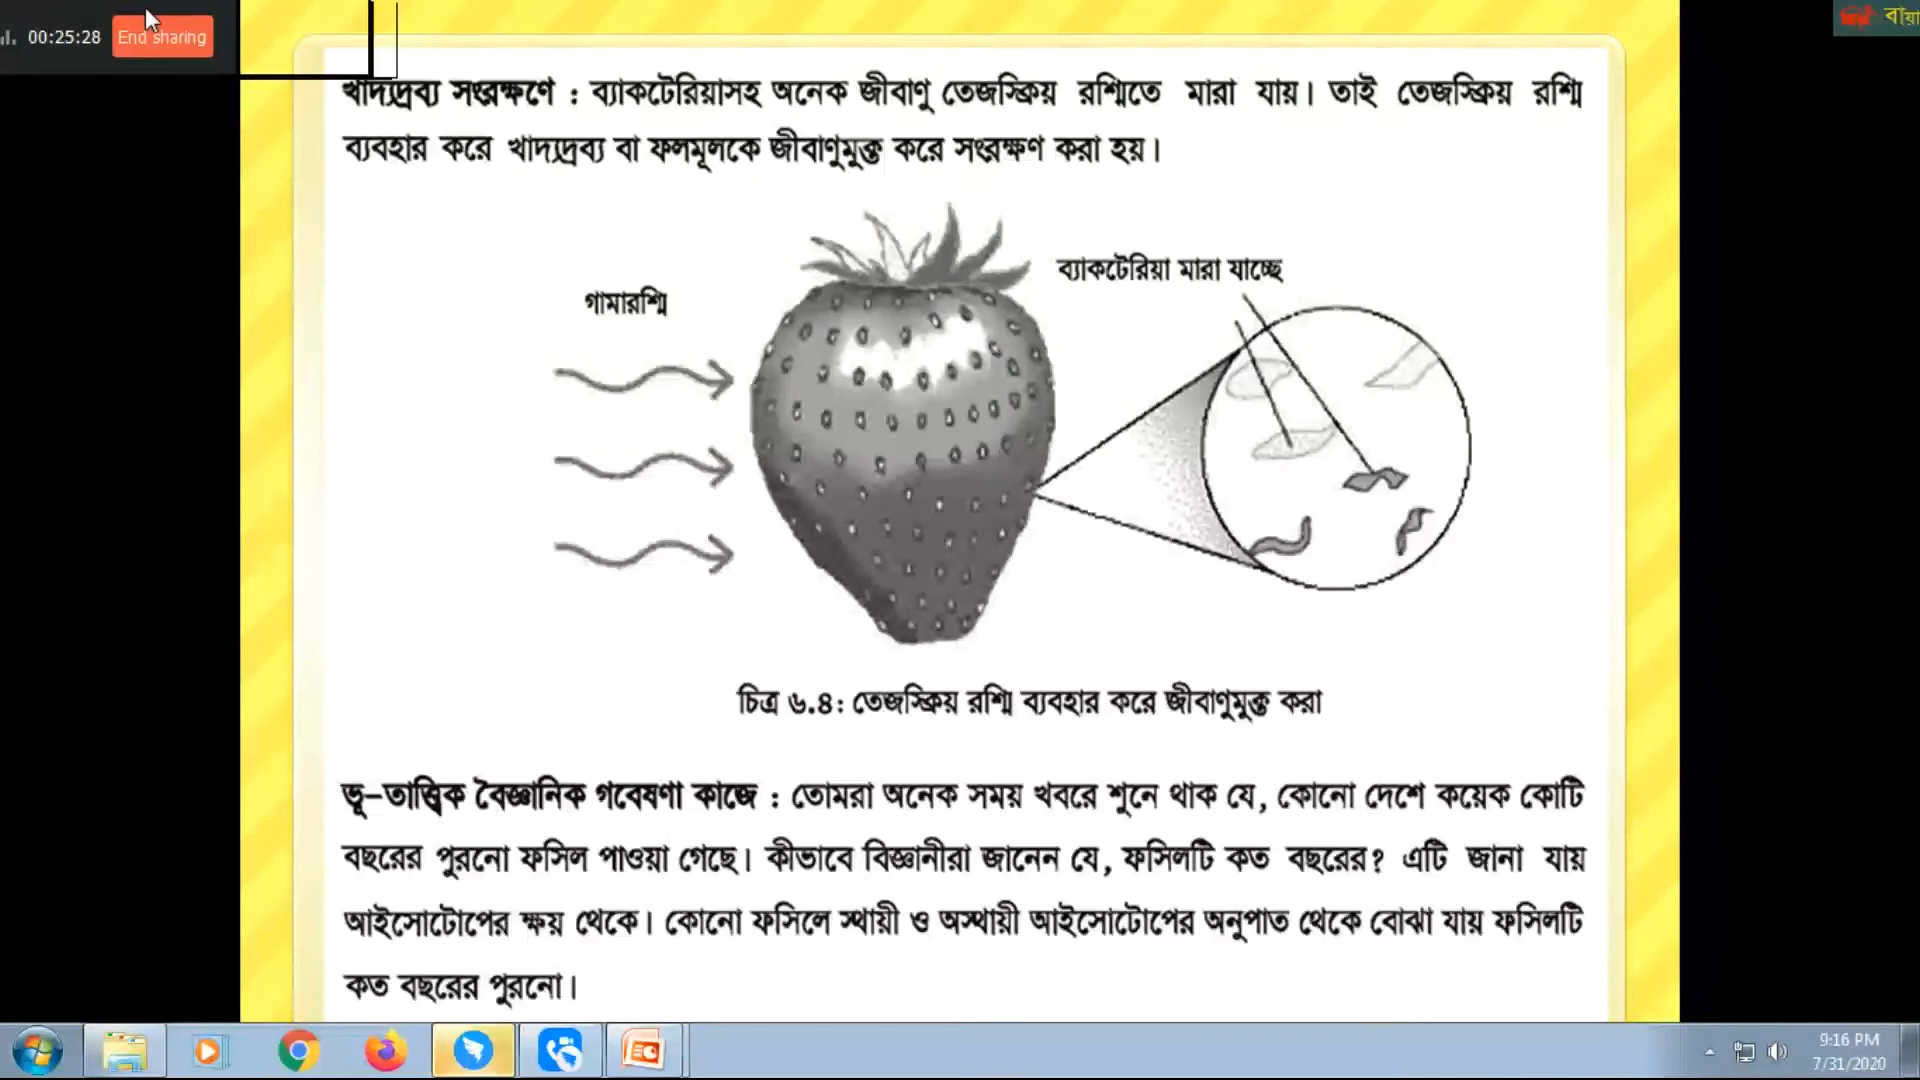 00:25:28 End sharing
বায়া
খাদ্যদ্রব্য সংরক্ষণে : ব্যাকটেরিয়াসহ অনেক জীবাণু তেজস্ক্রিয় রশ্মিতে মারা যায়। তাই তেজস্ক্রিয় রশ্মি
ব্যবহার করে খাদ্যদ্রব্য বা ফলমূলকে জীবাণুমুক্ত করে সংরক্ষণ করা হয়।
ব্যাকটেরিয়া মারা যাচ্ছে
গামারশ্মি
চিত্র ৬.৪: তেজস্ক্রিয় রশ্মি ব্যবহার করে জীবাণুমুক্ত করা
ভূ-তাত্ত্বিক বৈজ্ঞানিক গবেষণা কাজে : তোমরা অনেক সময় খবরে শুনে থাক যে, কোনো দেশে কয়েক কোটি
বছরের পুরনো ফসিল পাওয়া গেছে। কীভাবে বিজ্ঞানীরা জানেন যে, ফসিলটি কত বছরের? এটি জানা যায়
আইসোটোপের ক্ষয় থেকে। কোনো ফসিলে স্থায়ী ও অস্থায়ী আইসোটোপের অনুপাত থেকে বোঝা যায় ফসিলটি
কত বছরের পুরনো।
9:16 PM
7/31/2020